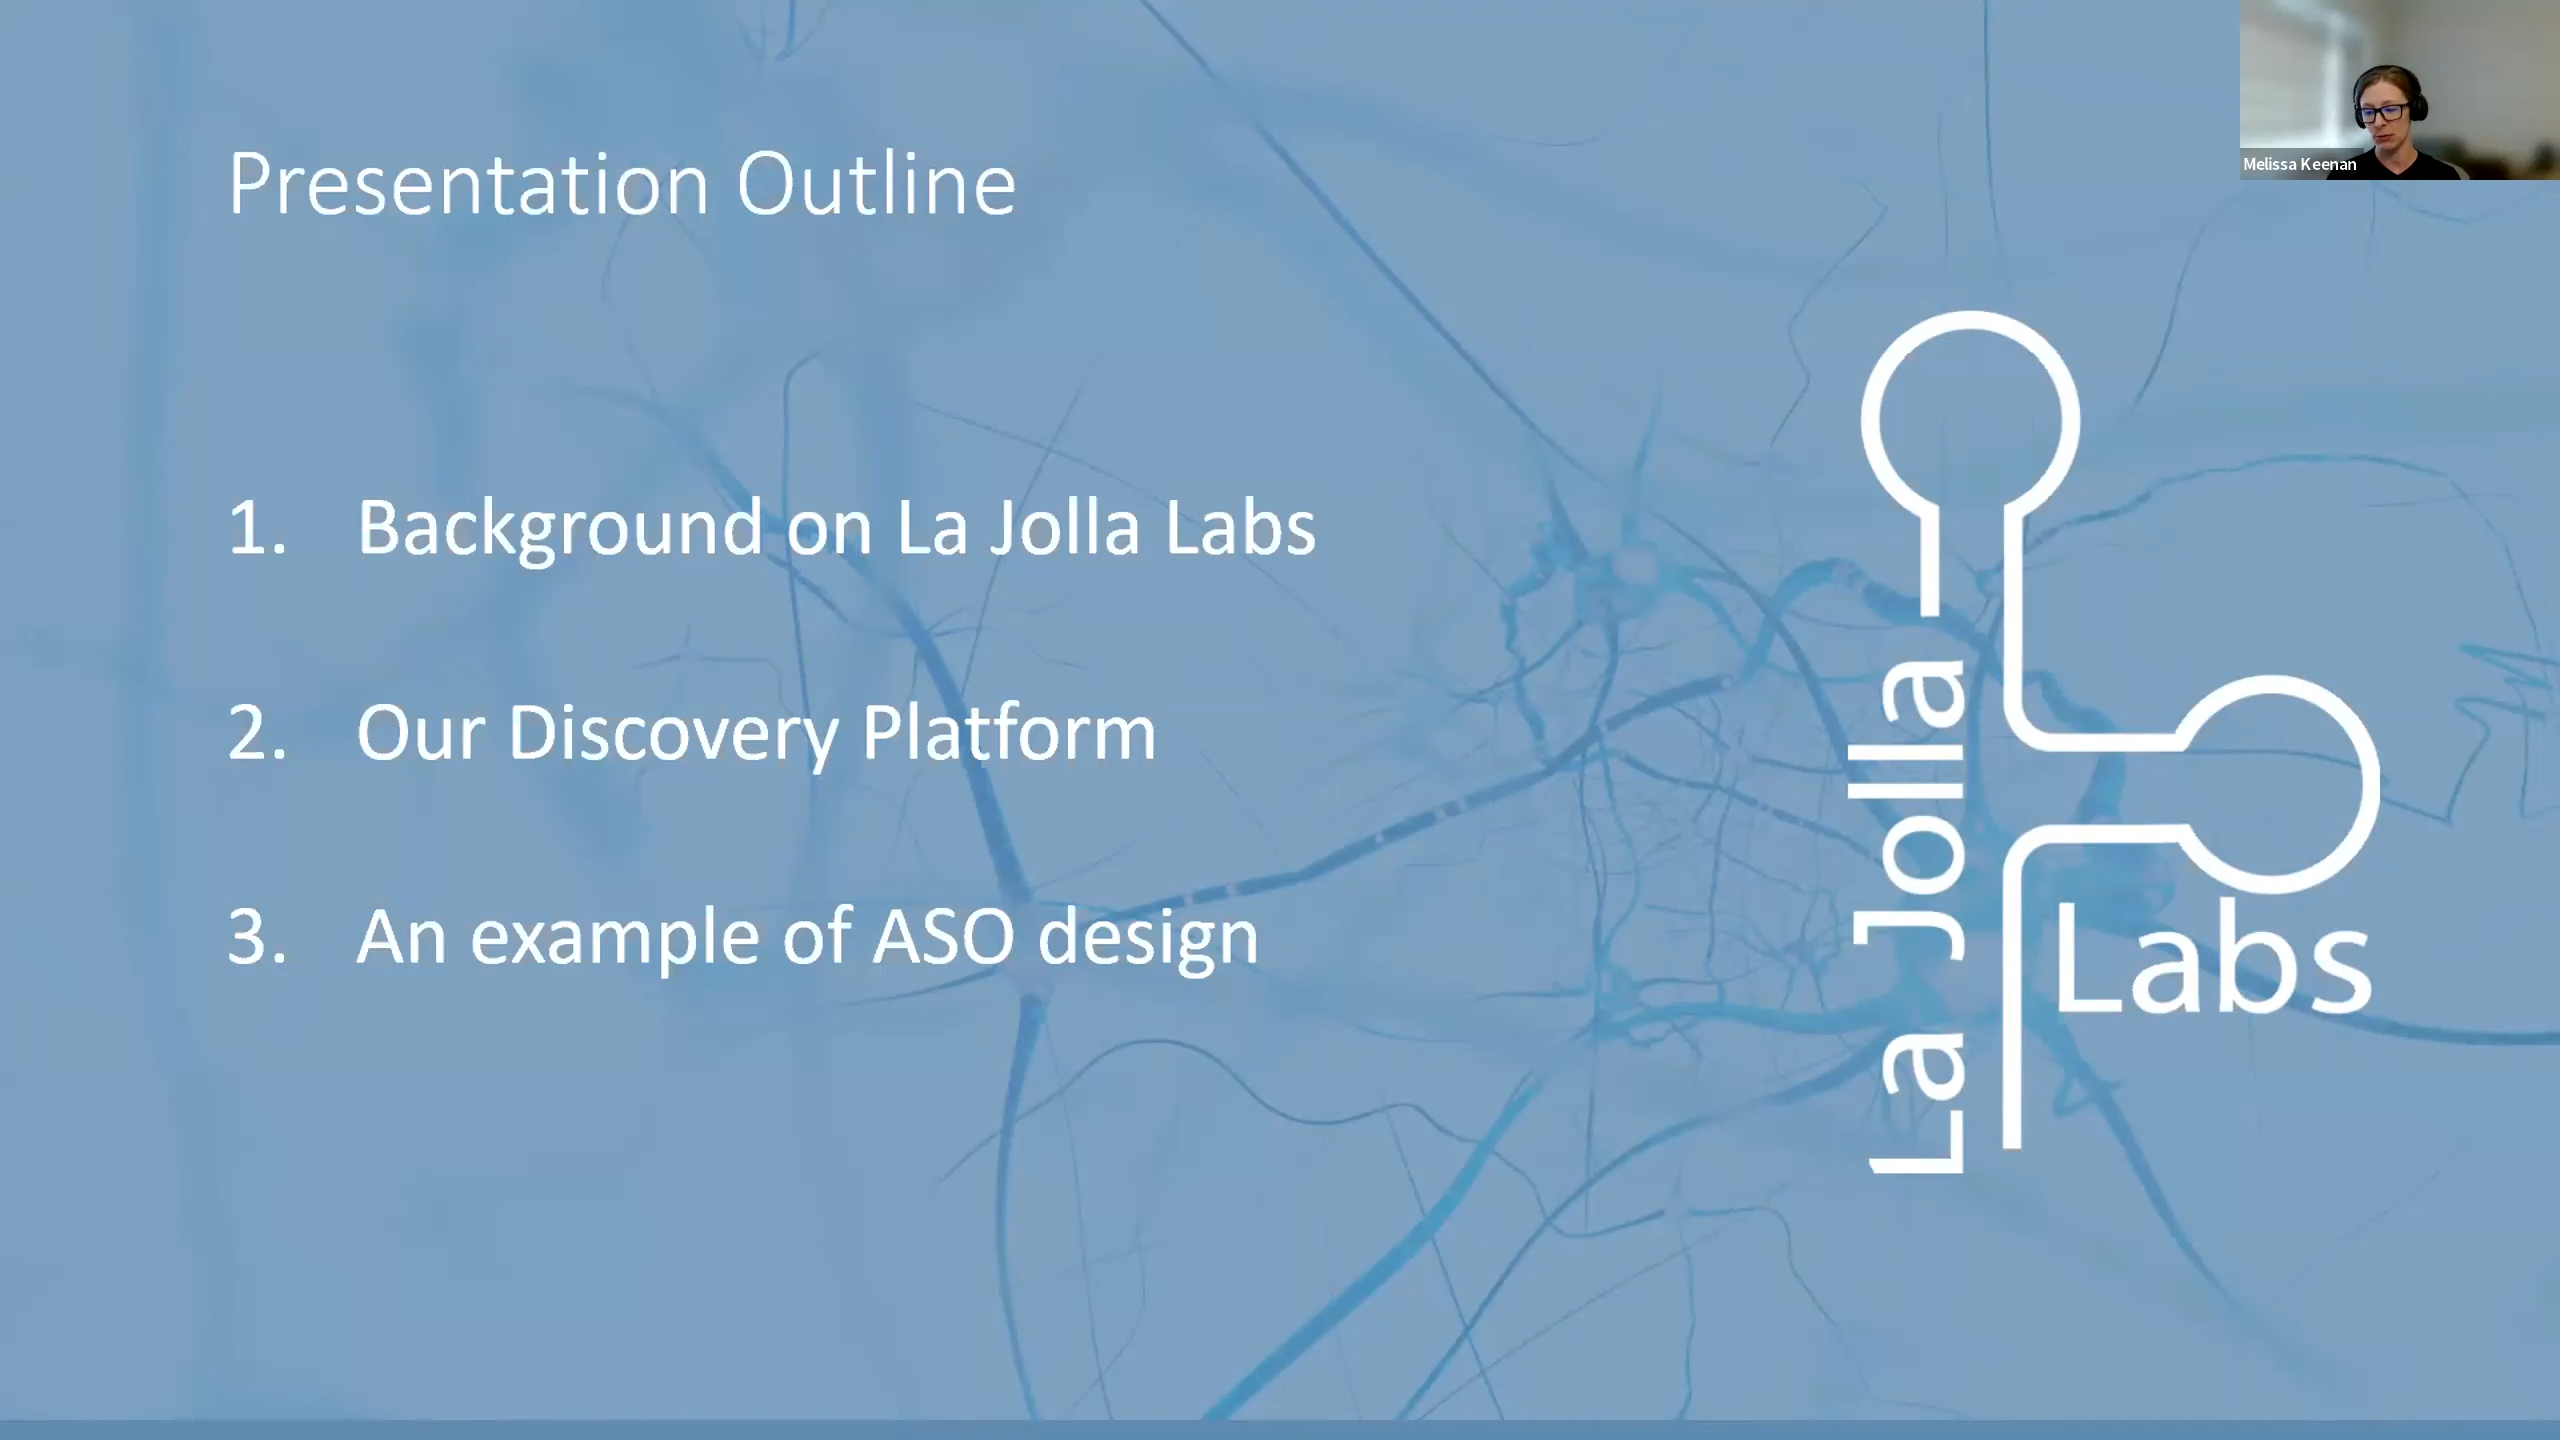 Presentation Outline
1. Background on La Jolla Labs
2. Our Discovery Platform
3. An example of ASO design
La Jolla
Labs
Melissa Keenan